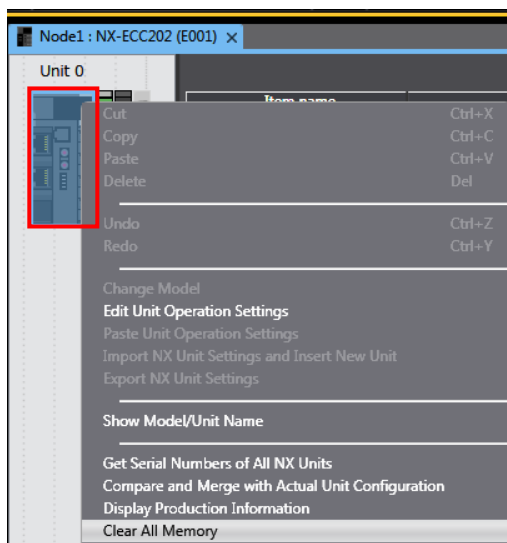 Node1 : NX-ECC202 (E001) ×
Unit 0
Item name
Cut Ctrl+X
Copy Ctrl+C
Paste Ctrl+V
Delete Del
Undo Ctrl+Z
Redo Ctrl+Y
Change Model
Edit Unit Operation Settings
Paste Unit Operation Settings
Import NX Unit Settings and Insert New Unit
Export NX Unit Settings
Show Model/Unit Name
Get Serial Numbers of All NX Units
Compare and Merge with Actual Unit Configuration
Display Production Information
Clear All Memory